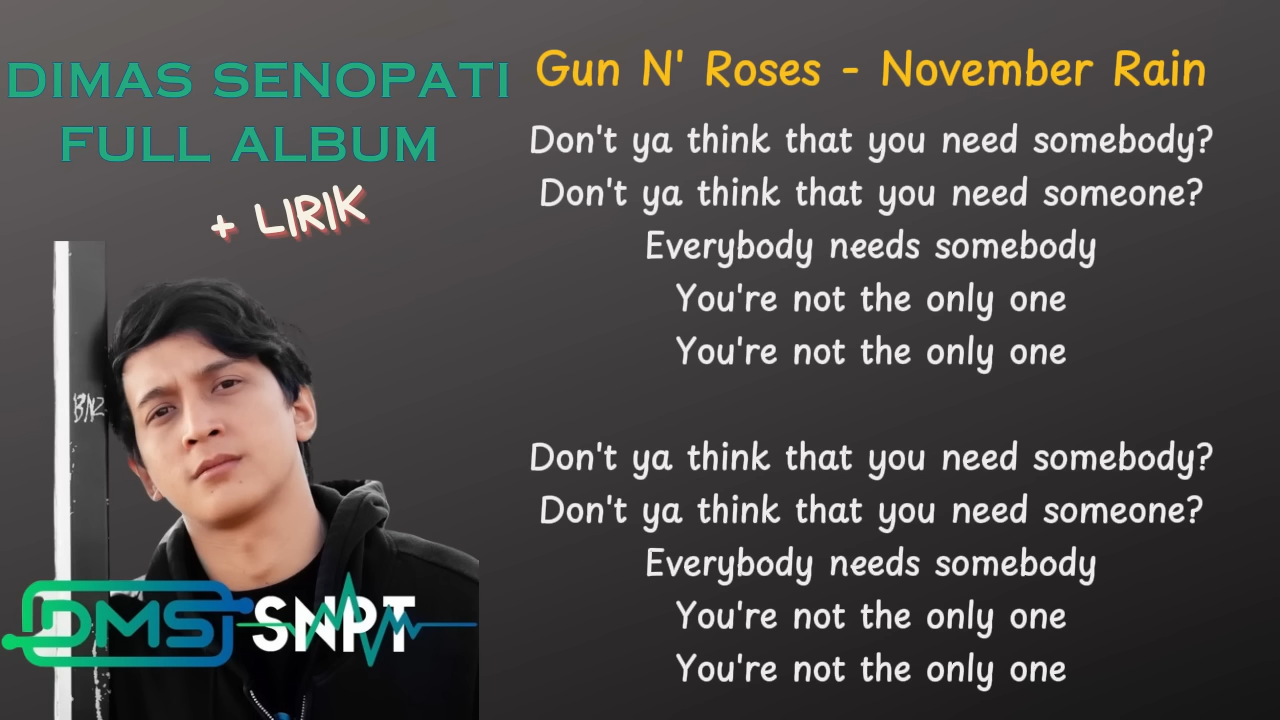 DIMAS SENOPATI
FULL ALBUM
+ LIRIK
BNZ
DMS SNPT
Gun N' Roses - November Rain
Don't ya think that you need somebody?
Don't ya think that you need someone?
Everybody needs somebody
You're not the only one
You're not the only one
Don't ya think that you need somebody?
Don't ya think that you need someone?
Everybody needs somebody
You're not the only one
You're not the only one